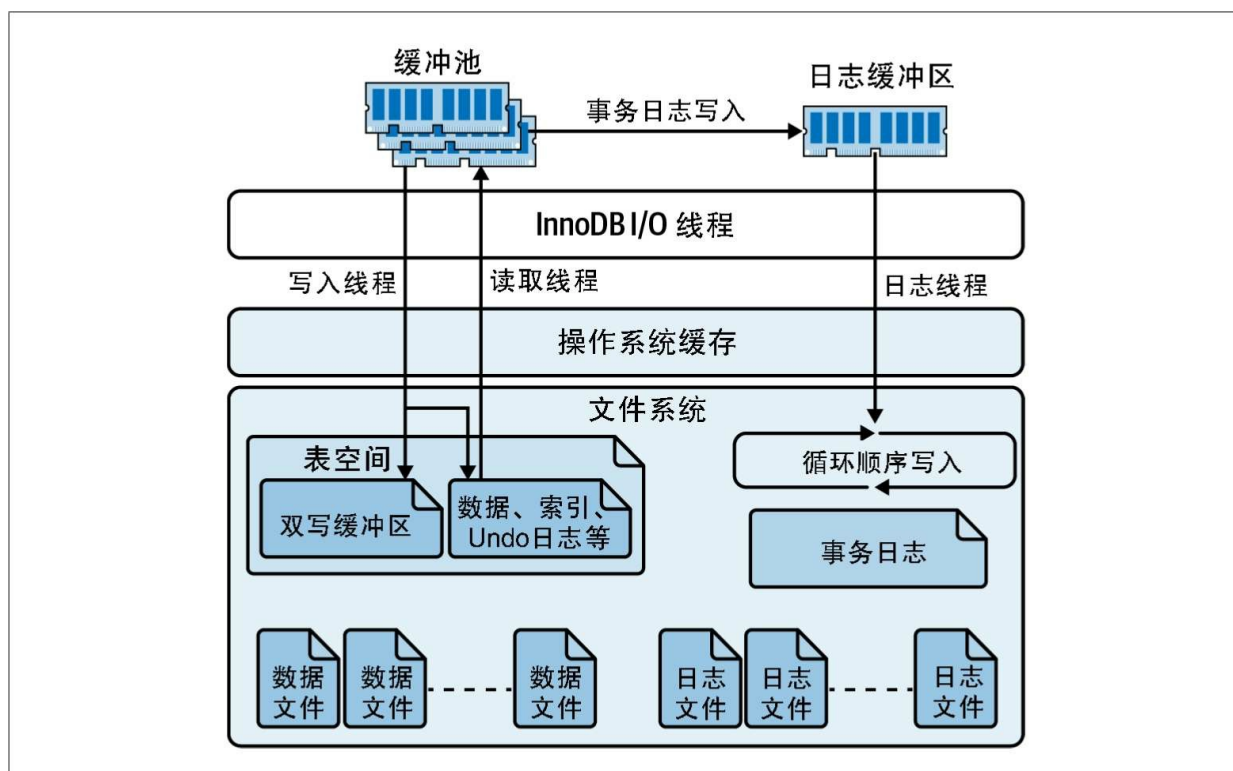 缓冲池
日志缓冲区
事务日志写入
InnoDB I/O 线程
写入线程
读取线程
日志线程
操作系统缓存
文件系统
表空间
循环顺序写入
双写缓冲区
数据、索引、
Undo日志等
事务日志
数据
文件
数据
文件
数据
文件
日志
文件
日志
文件
日志
文件